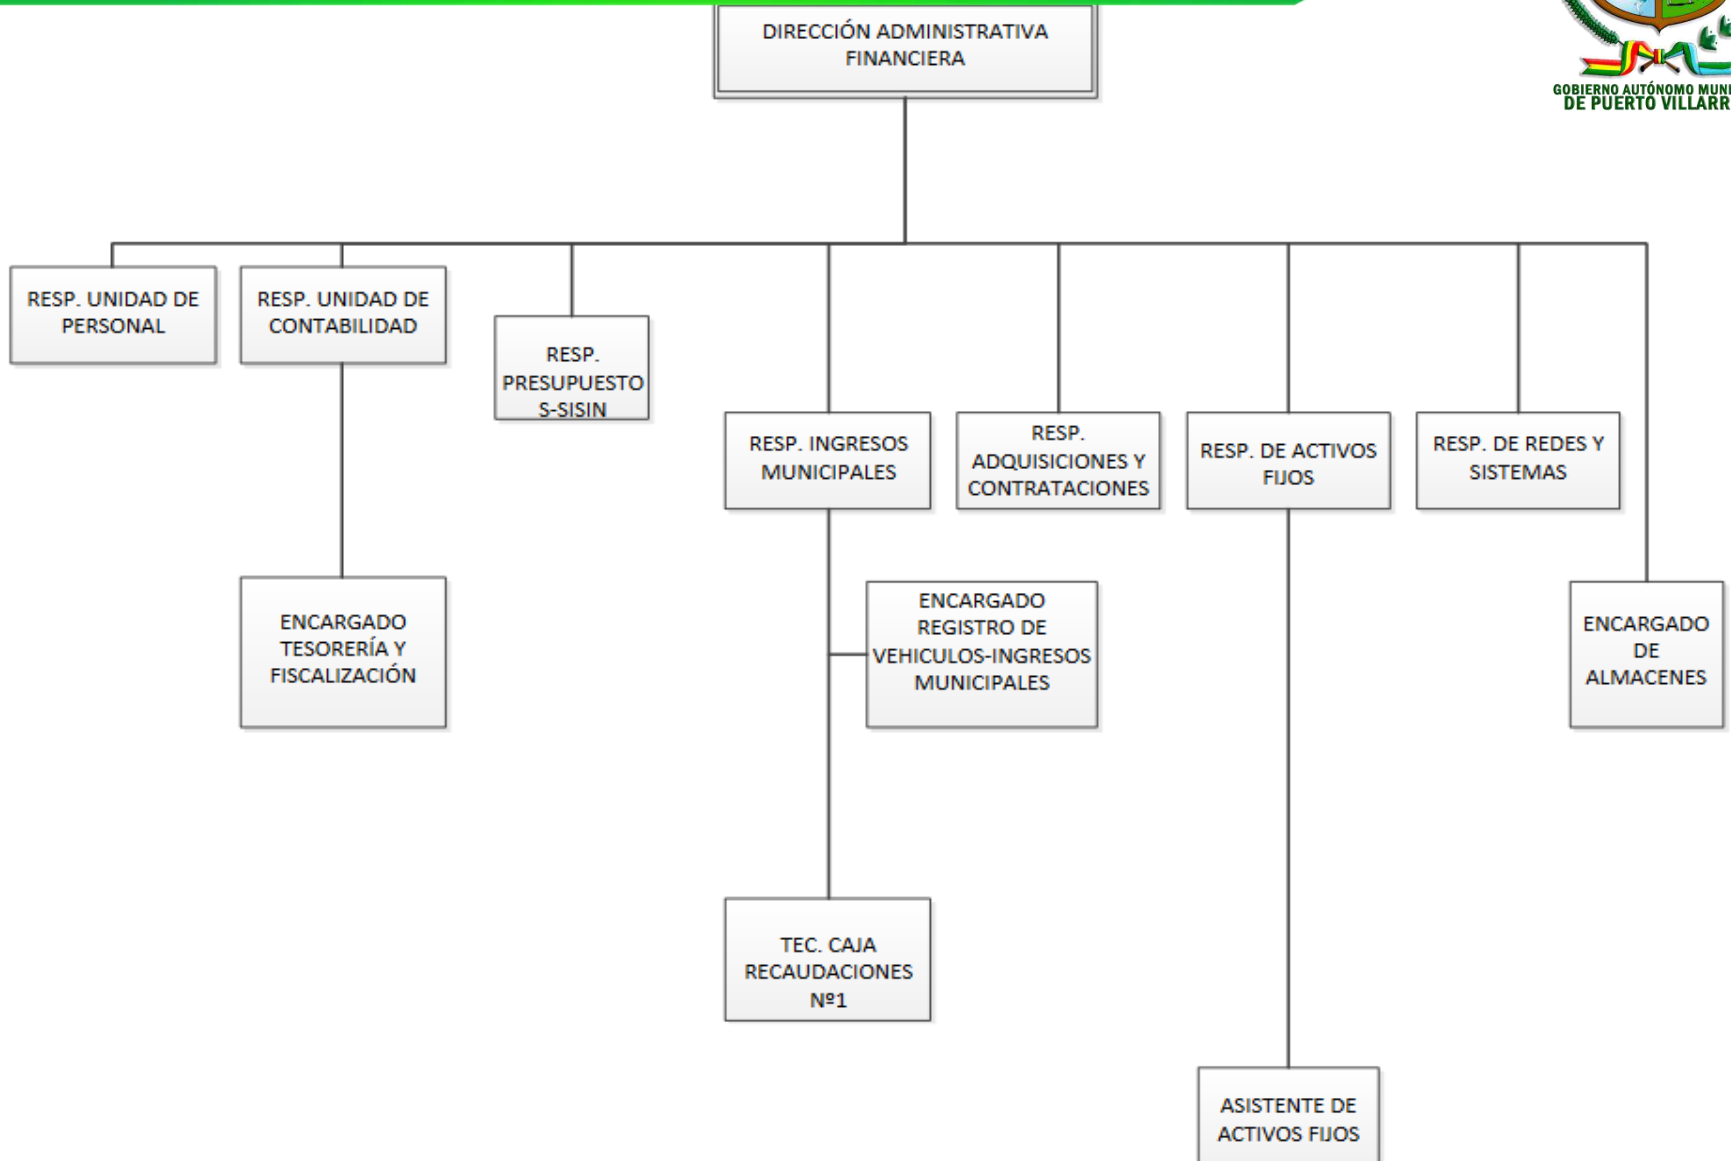 DIRECCIÓN ADMINISTRATIVA
FINANCIERA
GOBIERNO AUTÓNOMO
DE PUERTO
RESP. UNIDAD DE
PERSONAL
RESP. UNIDAD DE
CONTABILIDAD
RESP.
PRESUPUESTO
S-SISIN
RESP. INGRESOS
MUNICIPALES
RESP.
ADQUISICIONES Y
CONTRATACIONES
RESP. DE ACTIVOS
FIJOS
RESP. DE REDES Y
SISTEMAS
ENCARGADO
TESORERÍA Y
FISCALIZACIÓN
ENCARGADO
REGISTRO DE
VEHICULOS-INGRESOS
MUNICIPALES
ENCARGADO
DE
ALMACENES
TEC. CAJA
RECAUDACIONES
Nº1
ASISTENTE DE
ACTIVOS FIJOS